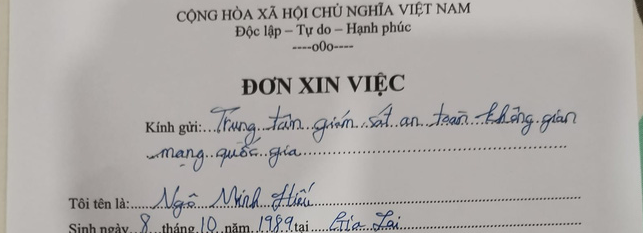 CỘNG HÒA XÃ HỘI CHỦ NGHĨA VIỆT NAM
Độc lập – Tự do – Hạnh phúc
----o0o----
ĐƠN XIN VIỆC
Kính gửi:...Trung tâm giám sát an toàn không gian
mạng quốc gia
Tôi tên là: Ngô Minh Hiếu
Sinh ngày 8 tháng 10 năm 1989 tại Gia Lai